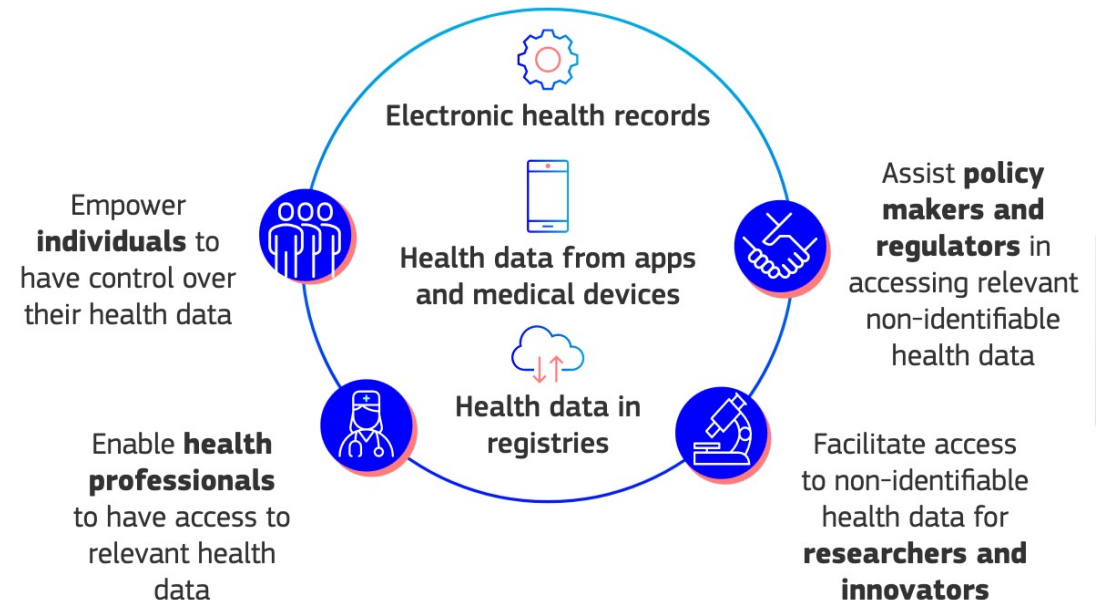 Electronic health records
Health data from apps
and medical devices
Health data in
registries
Empower
individuals to
have control over
their health data
Enable health
professionals
to have access to
relevant health
data
Assist policy
makers and
regulators in
accessing relevant
non-identifiable
health data
Facilitate access
to non-identifiable
health data for
researchers and
innovators